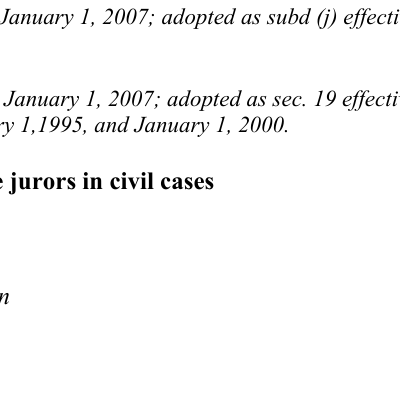 January 1, 2007; adopted as subd (j) effecti
January 1, 2007; adopted as sec. 19 effecti
ry 1,1995, and January 1, 2000.
e jurors in civil cases
n